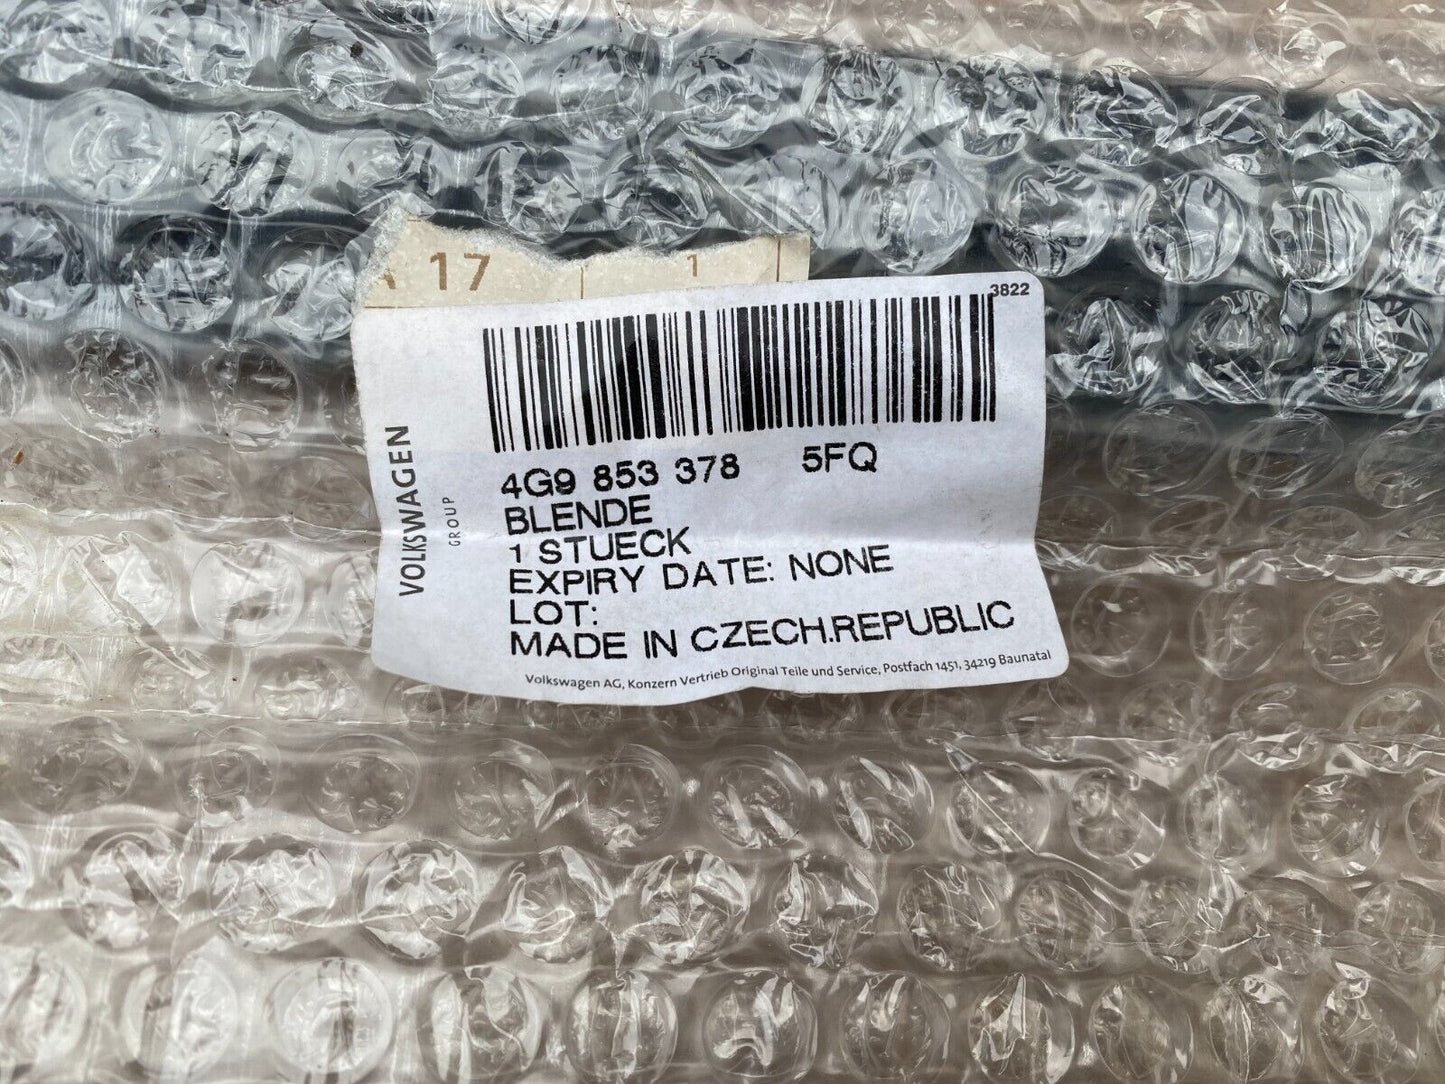 17
1
3822
VOLKSWAGEN
GROUP
4G9 853 378 5FQ
BLENDE
1 STUECK
EXPIRY DATE: NONE
LOT:
MADE IN CZECH.REPUBLIC
Volkswagen AG, Konzern Vertrieb Original Teile und Service, Postfach 1451, 34219 Baunatal